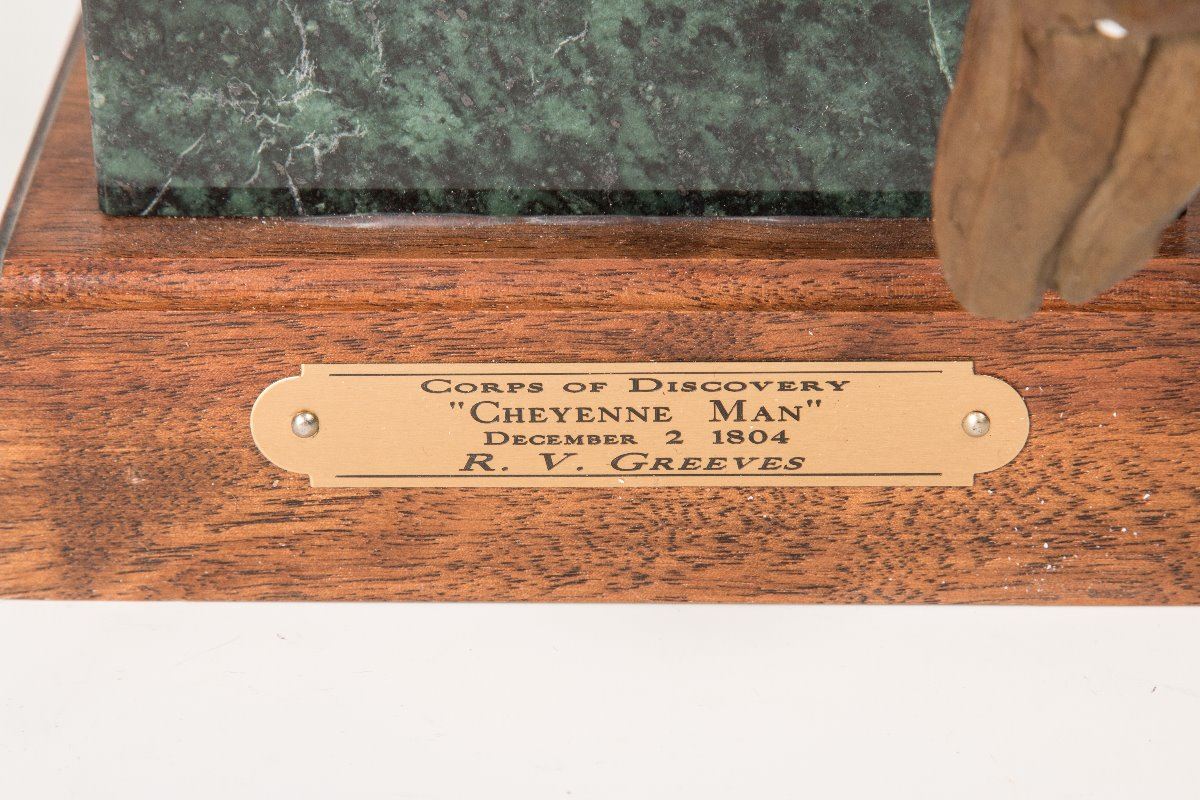 Corps of Discovery
"Cheyenne Man"
December 2 1804
R. V. Greeves